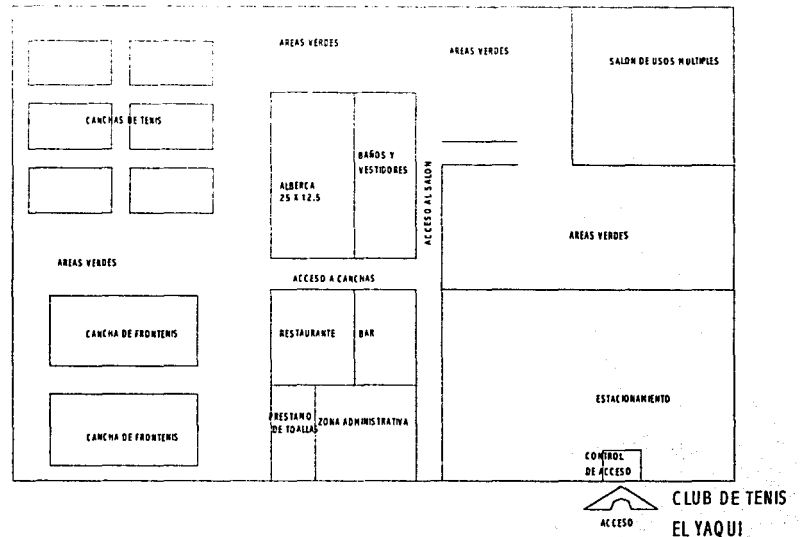 AREAS VERDES
AREAS VERDES
SALON DE USOS MULTIPLES
CANCHAS DE TENIS
BAÑOS Y
VESTIDORES
ALBERCA
25 X 12.5
ACCESO AL SALON
AREAS VERDES
AREAS VERDES
ACCESO A CANCHAS
CANCHA DE FRONTENIS
RESTAURANTE
BAR
ESTACIONAMIENTO
PRESTAMO
DE TOALLAS
ZONA ADMINISTRATIVA
CANCHA DE FRONTENIS
CONTROL
DE ACCESO
ACCESO
CLUB DE TENIS
EL YAQUI